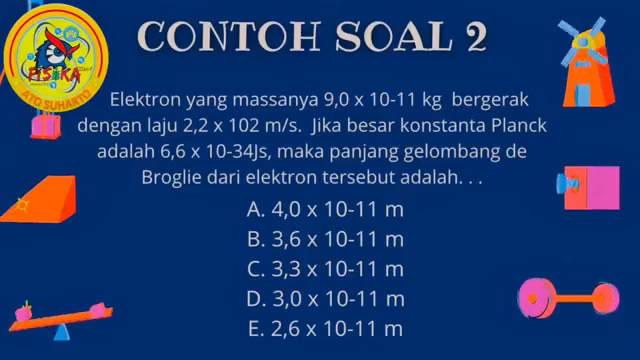 CONTOH SOAL 2
FISIKA
ATO SUHARTO
Elektron yang massanya 9,0 x 10-11 kg bergerak
dengan laju 2,2 x 102 m/s. Jika besar konstanta Planck
adalah 6,6 x 10-34Js, maka panjang gelombang de
Broglie dari elektron tersebut adalah. . .
A. 4,0 x 10-11 m
B. 3,6 x 10-11 m
C. 3,3 x 10-11 m
D. 3,0 x 10-11 m
E. 2,6 x 10-11 m